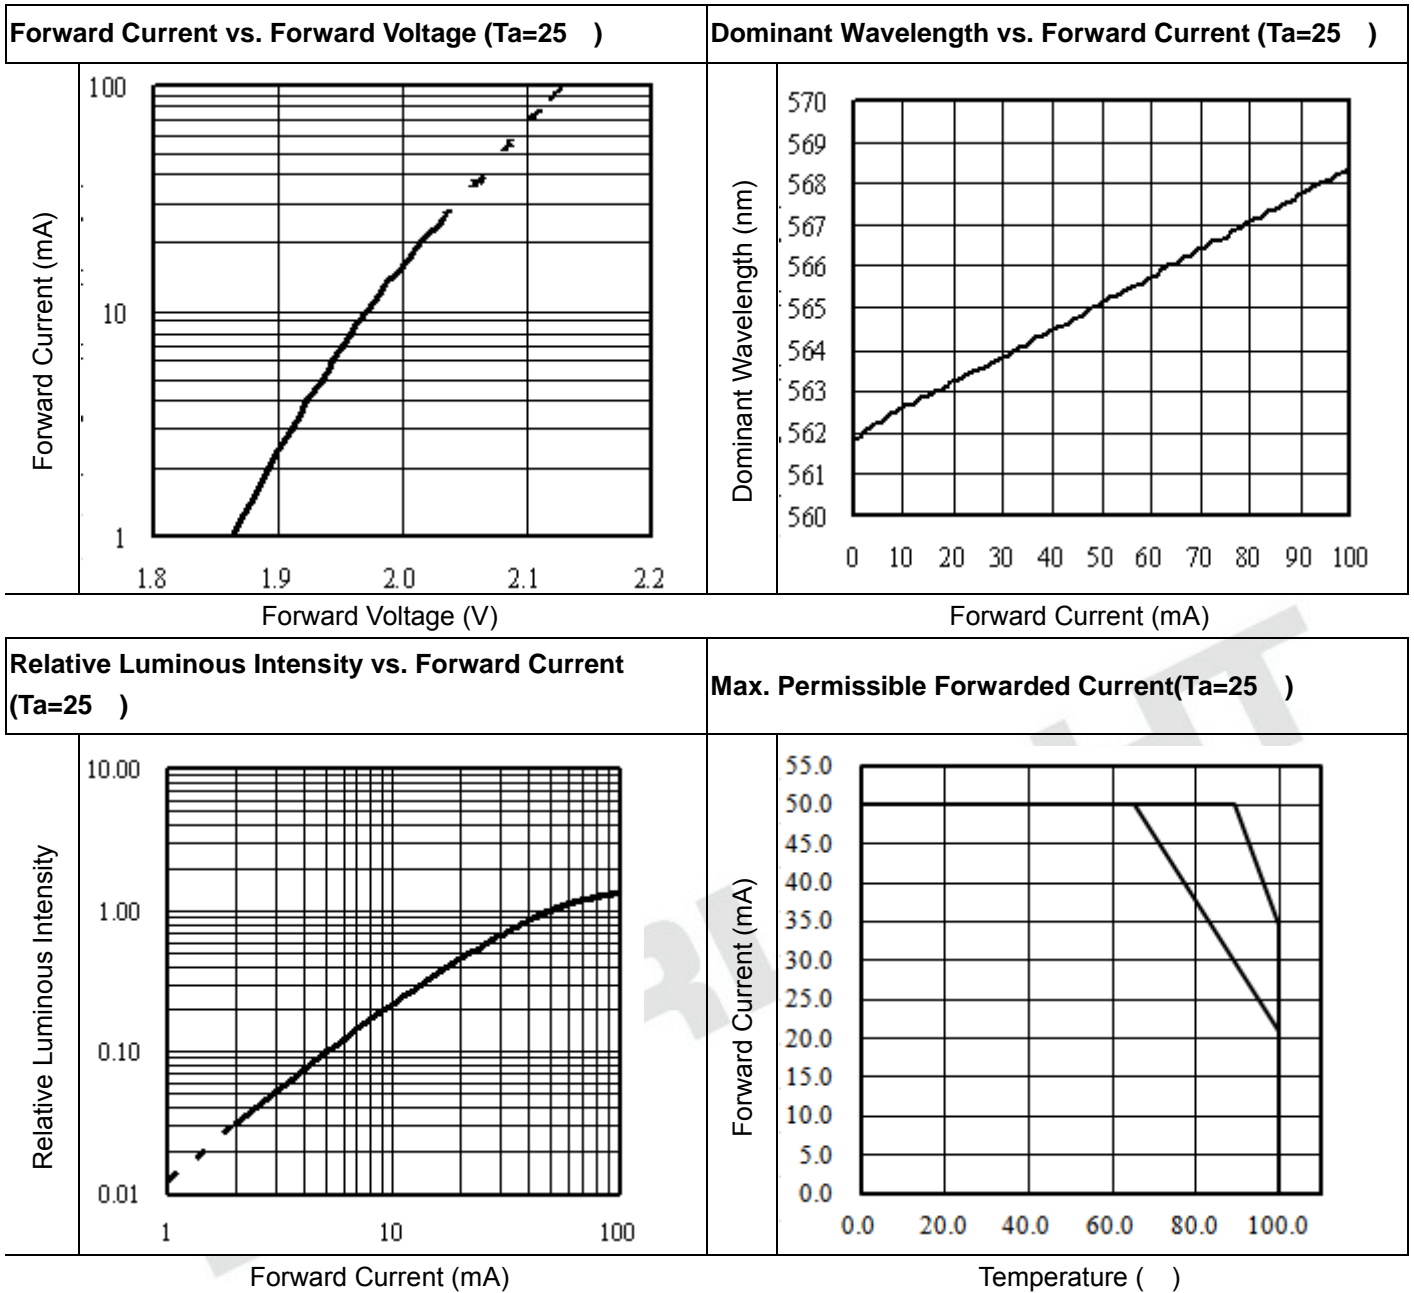 Forward Current vs. Forward Voltage (Ta=25 )
Forward Current (mA)
100
10
1
1.8 1.9 2.0 2.1 2.2
Forward Voltage (V)
Dominant Wavelength vs. Forward Current (Ta=25 )
Dominant Wavelength (nm)
570
569
568
567
566
565
564
563
562
561
560
0 10 20 30 40 50 60 70 80 90 100
Forward Current (mA)
Relative Luminous Intensity vs. Forward Current
(Ta=25 )
Relative Luminous Intensity
10.00
1.00
0.10
0.01
1 10 100
Forward Current (mA)
Max. Permissible Forwarded Current(Ta=25 )
Forward Current (mA)
55.0
50.0
45.0
40.0
35.0
30.0
25.0
20.0
15.0
10.0
5.0
0.0
0.0 20.0 40.0 60.0 80.0 100.0
Temperature ( )